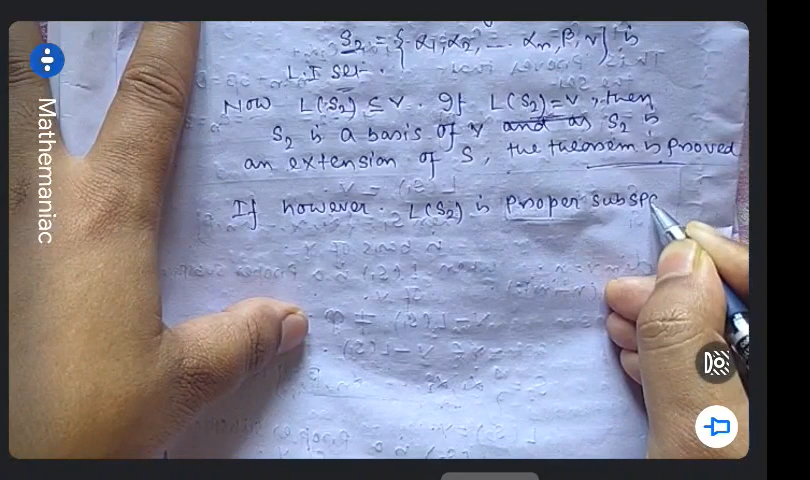 S₂ = {α₁, α₂, ... αₙ, β, γ} is
L.I set.
Now L(S₂) ⊆ V. If L(S₂) = V, then
S₂ is a basis of V and as S₂ is
an extension of S, the theorem is proved
If however L(S₂) is proper subspa
Mathemaniac